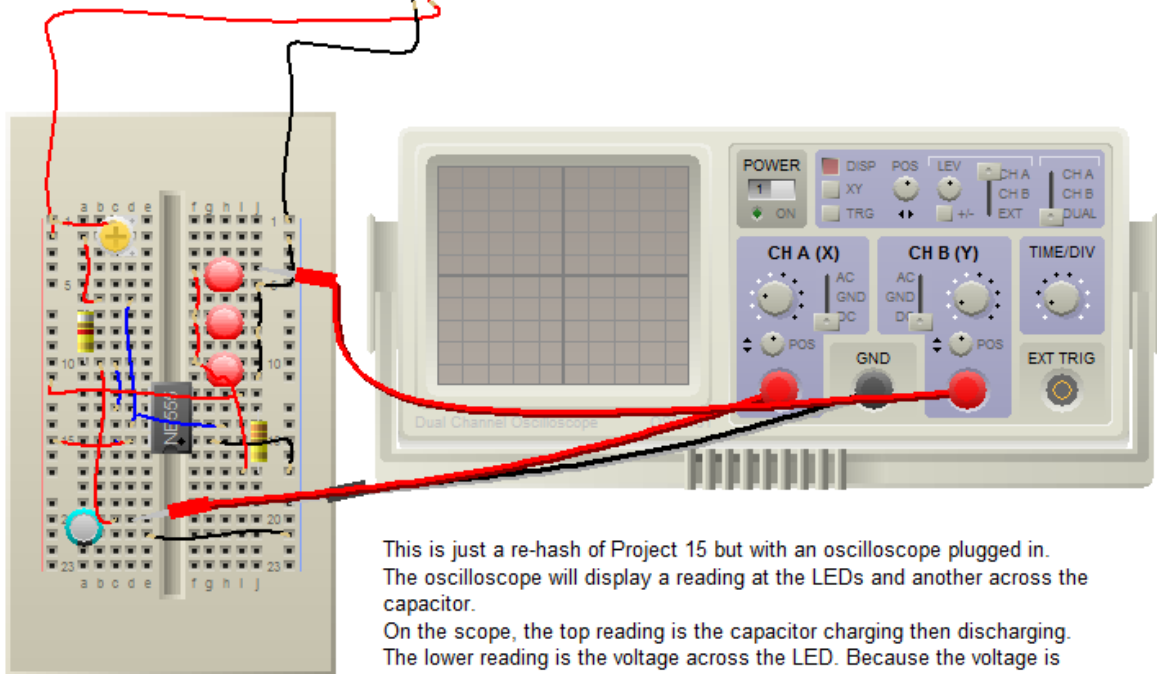 POWER
DISP
POS
LEV
CH A
CH A
XY
CH B
CH B
1
ON
TRG
+/-
EXT
DUAL
CH A (X)
CH B (Y)
TIME/DIV
AC
GND
DC
AC
GND
DC
POS
GND
POS
EXT TRIG
Dual Channel Oscilloscope
a b c d e
f g h i j
1
1
5
5
10
10
15
NE555
20
23
23
a b c d e
f g h i j
This is just a re-hash of Project 15 but with an oscilloscope plugged in.
The oscilloscope will display a reading at the LEDs and another across the
capacitor.
On the scope, the top reading is the capacitor charging then discharging.
The lower reading is the voltage across the LED. Because the voltage is